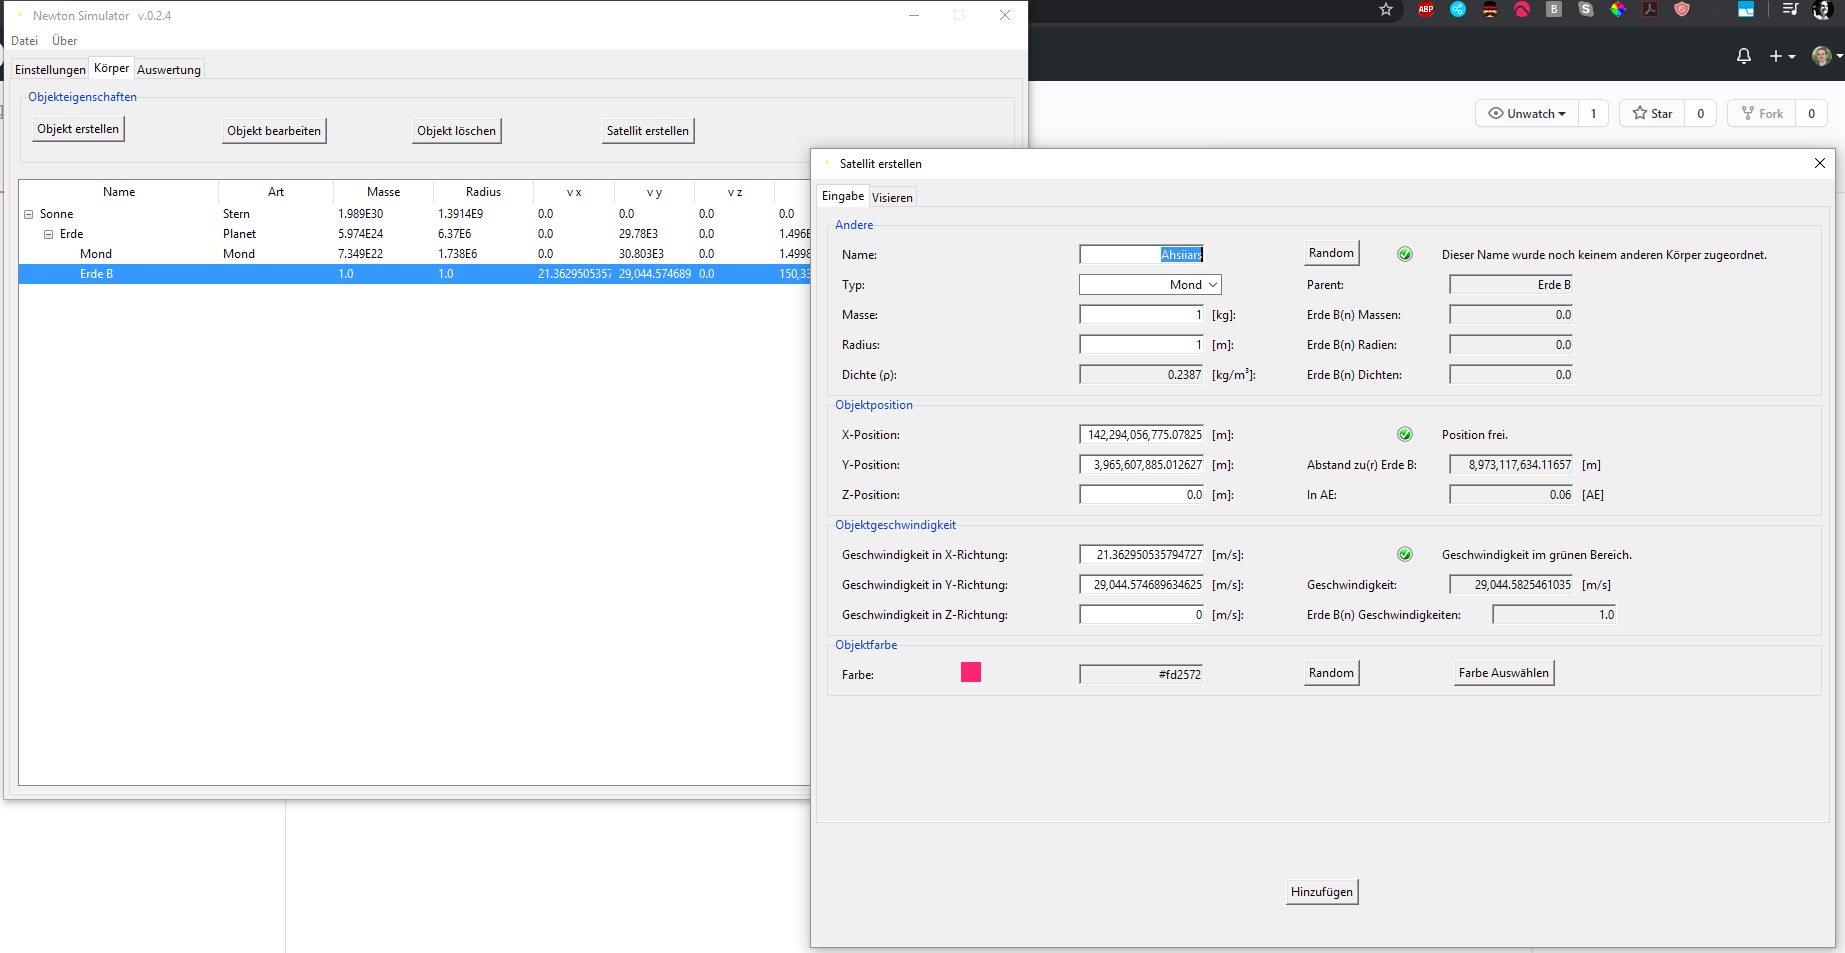 Newton Simulator v.0.2.4
Datei Über
Einstellungen Körper Auswertung
Objekteigenschaften
Objekt erstellen Objekt bearbeiten Objekt löschen Satellit erstellen
Name Art Masse Radius v x v y v z
Sonne Stern 1.989E30 1.3914E9 0.0 0.0 0.0 0.0
Erde Planet 5.974E24 6.37E6 0.0 29.78E3 0.0 1.496E
Mond Mond 7.349E22 1.738E6 0.0 30.803E3 0.0 1.4998
Erde B 1.0 1.0 21.3629505357 29,044.574689 0.0 150,33
ABP B
Unwatch 1 Star 0 Fork 0
Satellit erstellen
Eingabe Visieren
Andere
Name: Ahsiiars Random Dieser Name wurde noch keinem anderen Körper zugeordnet.
Typ: Mond Parent: Erde B
Masse: 1 [kg]: Erde B(n) Massen: 0.0
Radius: 1 [m]: Erde B(n) Radien: 0.0
Dichte (ρ): 0.2387 [kg/m³]: Erde B(n) Dichten: 0.0
Objektposition
X-Position: 142,294,056,775.07825 [m]: Position frei.
Y-Position: 3,965,607,885.012627 [m]: Abstand zu(r) Erde B: 8,973,117,634.11657 [m]
Z-Position: 0.0 [m]: In AE: 0.06 [AE]
Objektgeschwindigkeit
Geschwindigkeit in X-Richtung: 21.362950535794727 [m/s]: Geschwindigkeit im grünen Bereich.
Geschwindigkeit in Y-Richtung: 29,044.574689634625 [m/s]: Geschwindigkeit: 29,044.5825461035 [m/s]
Geschwindigkeit in Z-Richtung: 0 [m/s]: Erde B(n) Geschwindigkeiten: 1.0
Objektfarbe
Farbe: #fd2572 Random Farbe Auswählen
Hinzufügen